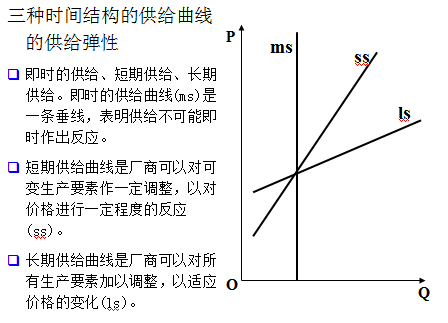 三种时间结构的供给曲线
的供给弹性
即时的供给、短期供给、长期
供给。即时的供给曲线(ms)是
一条垂线，表明供给不可能即
时作出反应。
短期供给曲线是厂商可以对可
变生产要素作一定调整，以对
价格进行一定程度的反应
(ss)。
长期供给曲线是厂商可以对所
有生产要素加以调整，以适应
价格的变化(ls)。
P
ms
ss
ls
O
Q